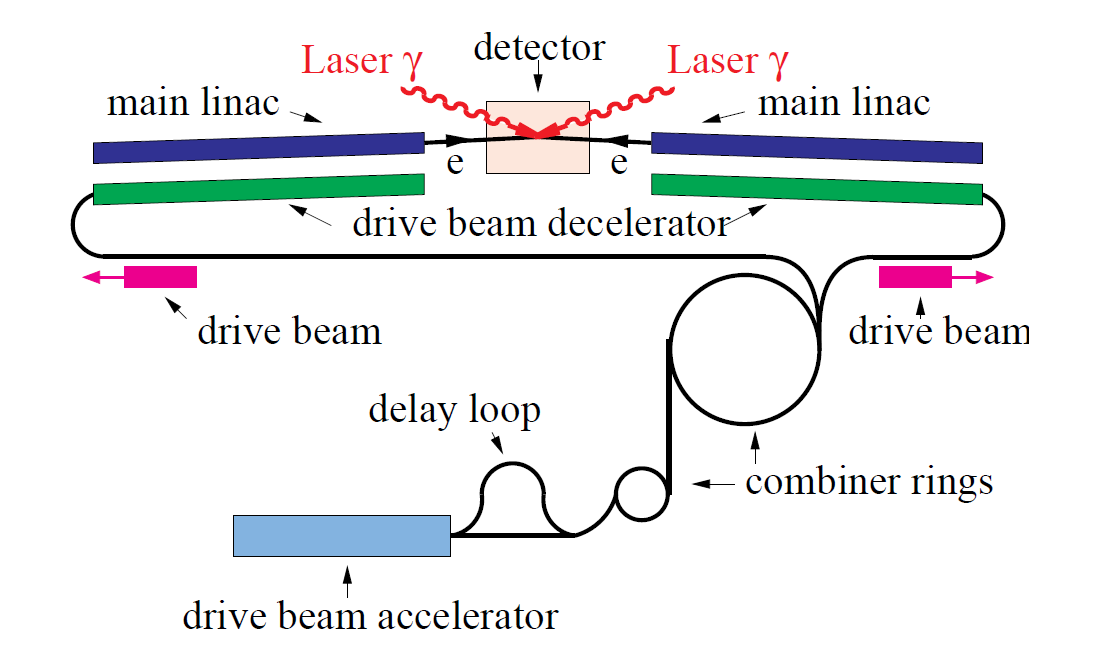 detector
Laser γ
Laser γ
main linac
main linac
e
e
drive beam decelerator
drive beam
drive beam
delay loop
combiner rings
drive beam accelerator